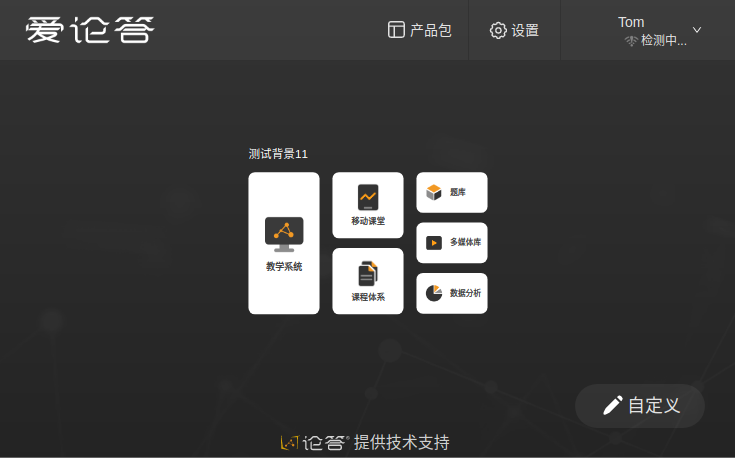 爱论答
产品包
设置
Tom
检测中...
测试背景11
教学系统
移动课堂
课程体系
题库
多媒体库
数据分析
自定义
论答® 提供技术支持